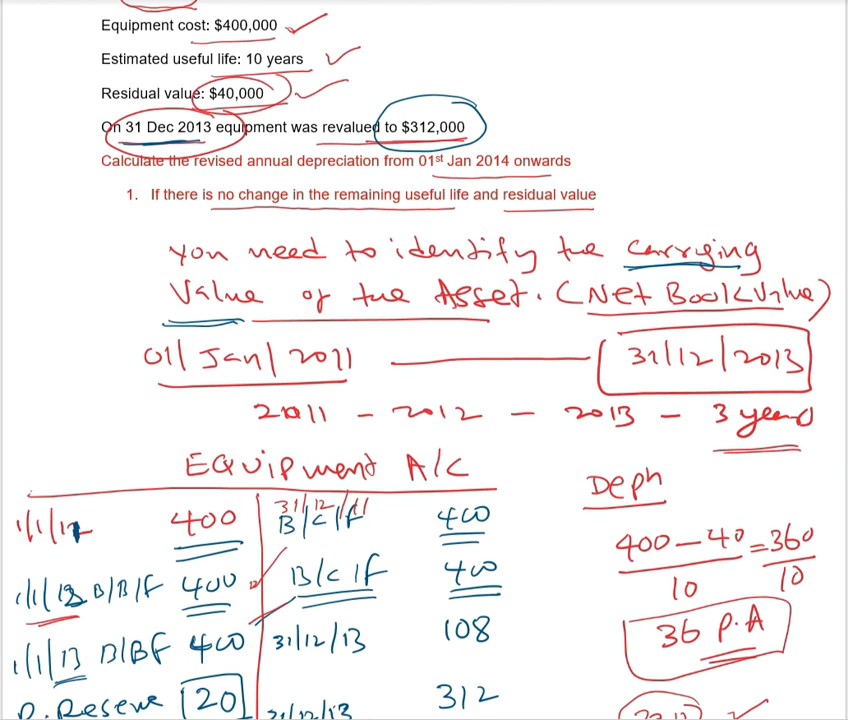 Equipment cost: $400,000
Estimated useful life: 10 years
Residual value: $40,000
On 31 Dec 2013 equipment was revalued to $312,000
Calculate the revised annual depreciation from 01st Jan 2014 onwards
1. If there is no change in the remaining useful life and residual value
You need to identify the carrying
Value of the Asset. (Net Book Value)
01/Jan/2011 31/12/2013
2011 - 2012 - 2013 - 3 years
Equipment A/C
Deph
1/1/ 400 31/12/11 B/C/F 400
400 - 40 = 360
10 10
1/1/ B/B/F 400 B/C/F 400
36 P.A
1/1/13 B/BF 400 31/12/13 108
R. Reserve 20 31/12/13 312